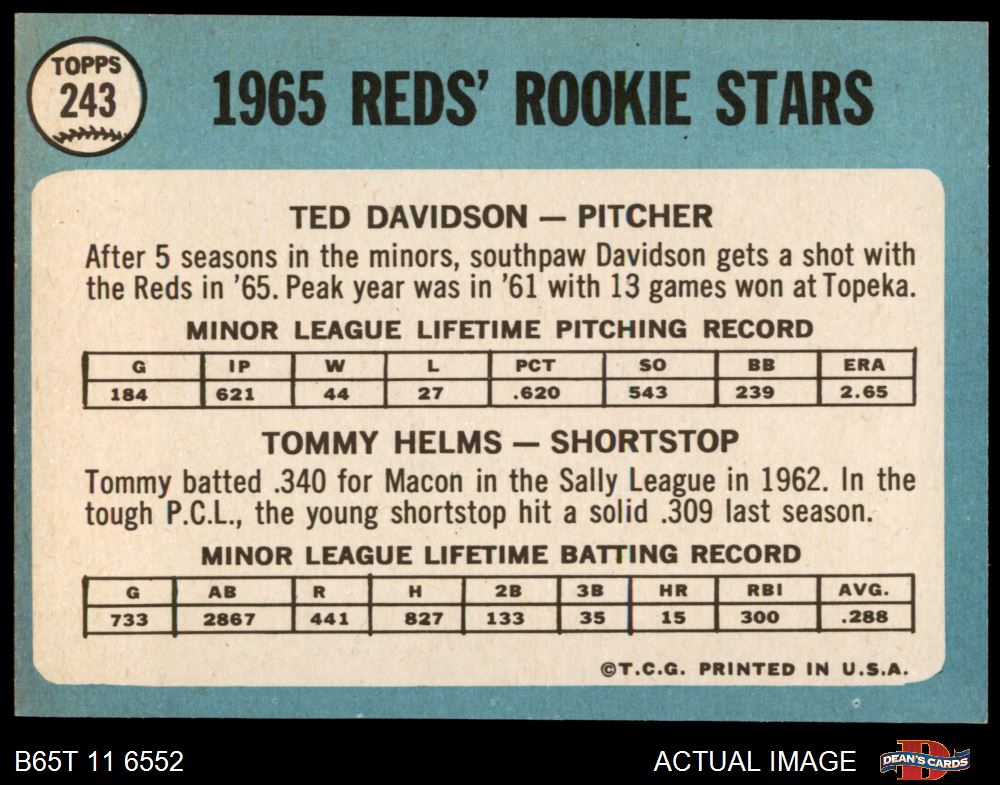 TOPPS
243
1965 REDS' ROOKIE STARS
TED DAVIDSON — PITCHER
After 5 seasons in the minors, southpaw Davidson gets a shot with
the Reds in '65. Peak year was in '61 with 13 games won at Topeka.
MINOR LEAGUE LIFETIME PITCHING RECORD
G IP W L PCT SO BB ERA
184 621 44 27 .620 543 239 2.65
TOMMY HELMS — SHORTSTOP
Tommy batted .340 for Macon in the Sally League in 1962. In the
tough P.C.L., the young shortstop hit a solid .309 last season.
MINOR LEAGUE LIFETIME BATTING RECORD
G AB R H 2B 3B HR RBI AVG.
733 2867 441 827 133 35 15 300 .288
©T.C.G. PRINTED IN U.S.A.
B65T 11 6552
ACTUAL IMAGE
D
DEAN'S CARDS